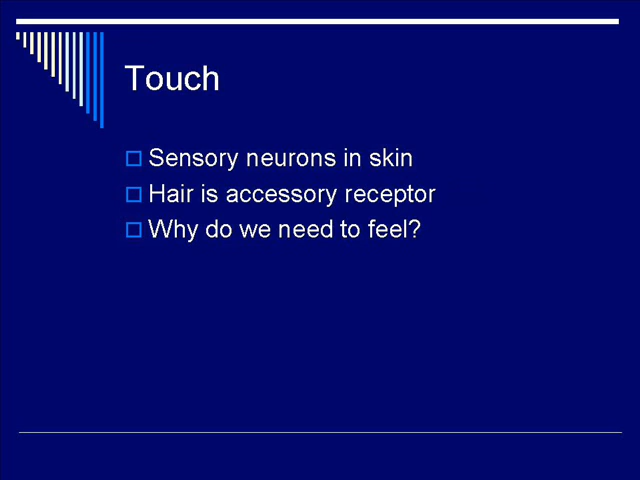 Touch
Sensory neurons in skin
Hair is accessory receptor
Why do we need to feel?